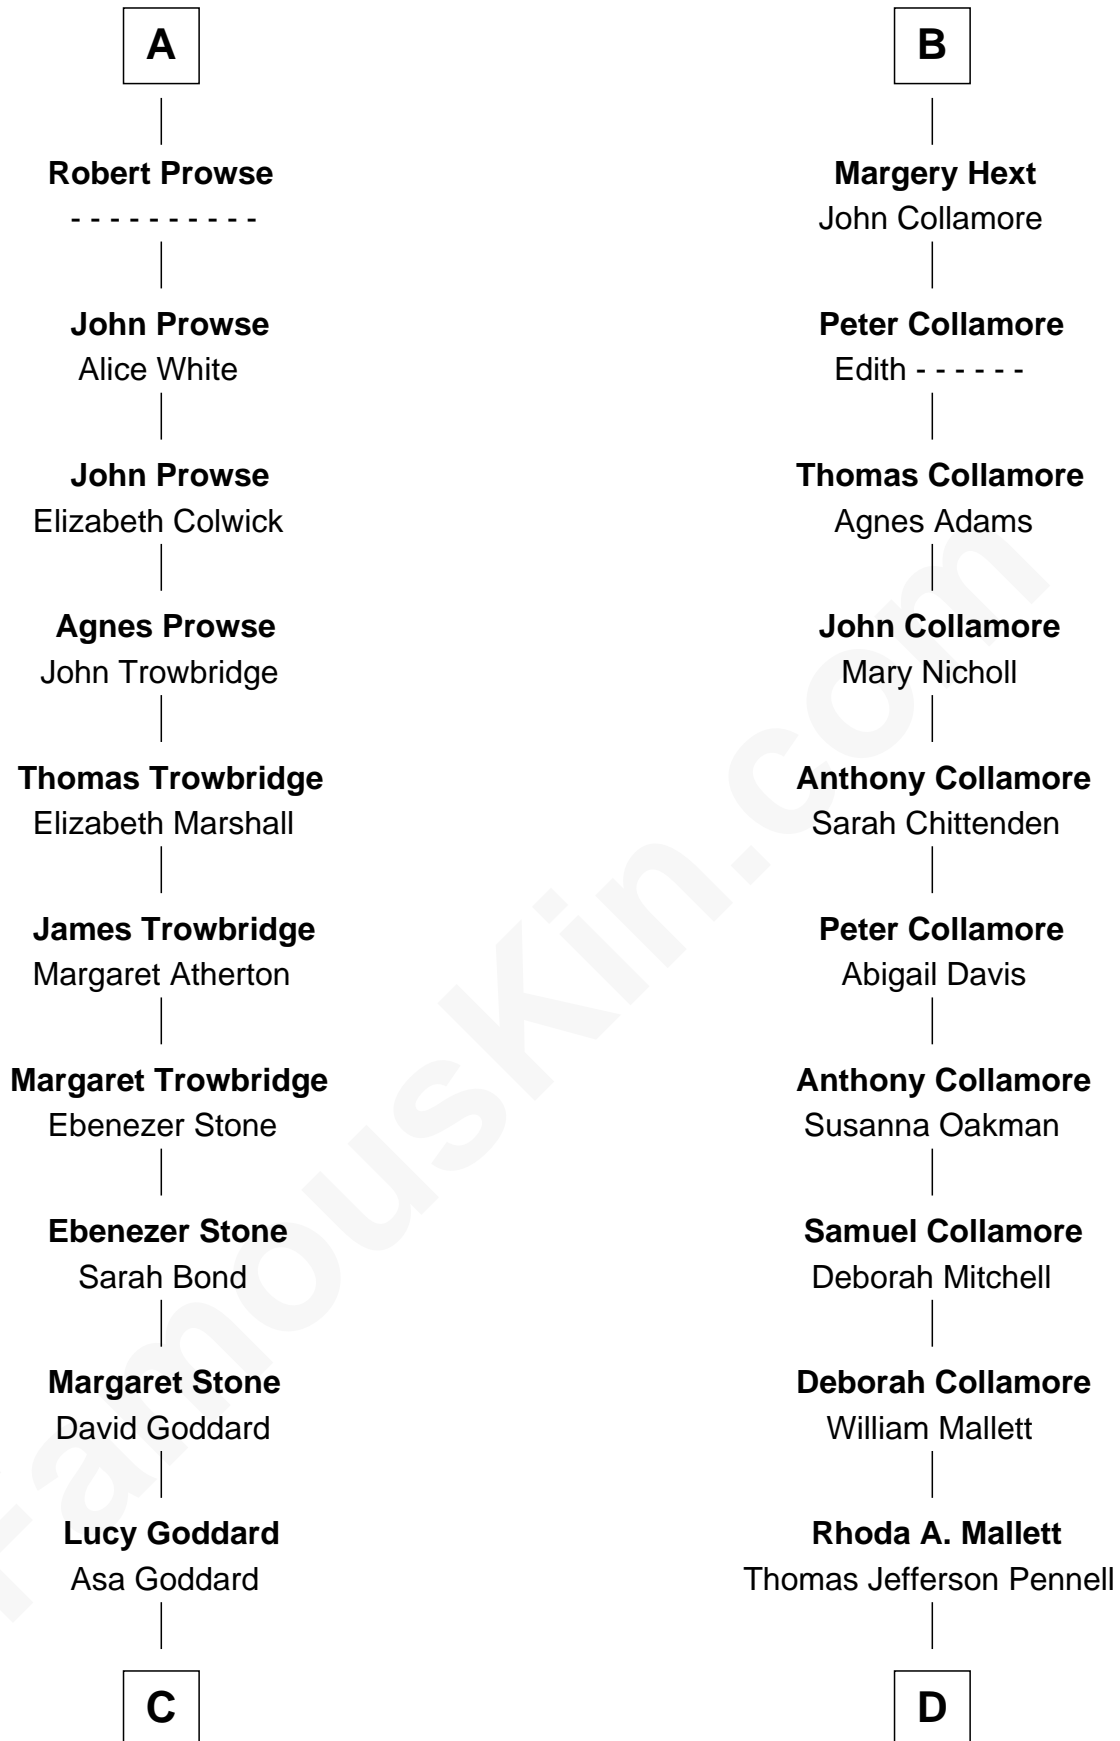 A
Robert Prowse
- - - - - - - - - -
John Prowse
Alice White
John Prowse
Elizabeth Colwick
Agnes Prowse
John Trowbridge
Thomas Trowbridge
Elizabeth Marshall
James Trowbridge
Margaret Atherton
Margaret Trowbridge
Ebenezer Stone
Ebenezer Stone
Sarah Bond
Margaret Stone
David Goddard
Lucy Goddard
Asa Goddard
C
B
Margery Hext
John Collamore
Peter Collamore
Edith - - - - - -
Thomas Collamore
Agnes Adams
John Collamore
Mary Nicholl
Anthony Collamore
Sarah Chittenden
Peter Collamore
Abigail Davis
Anthony Collamore
Susanna Oakman
Samuel Collamore
Deborah Mitchell
Deborah Collamore
William Mallett
Rhoda A. Mallett
Thomas Jefferson Pennell
D
FamousKin.com